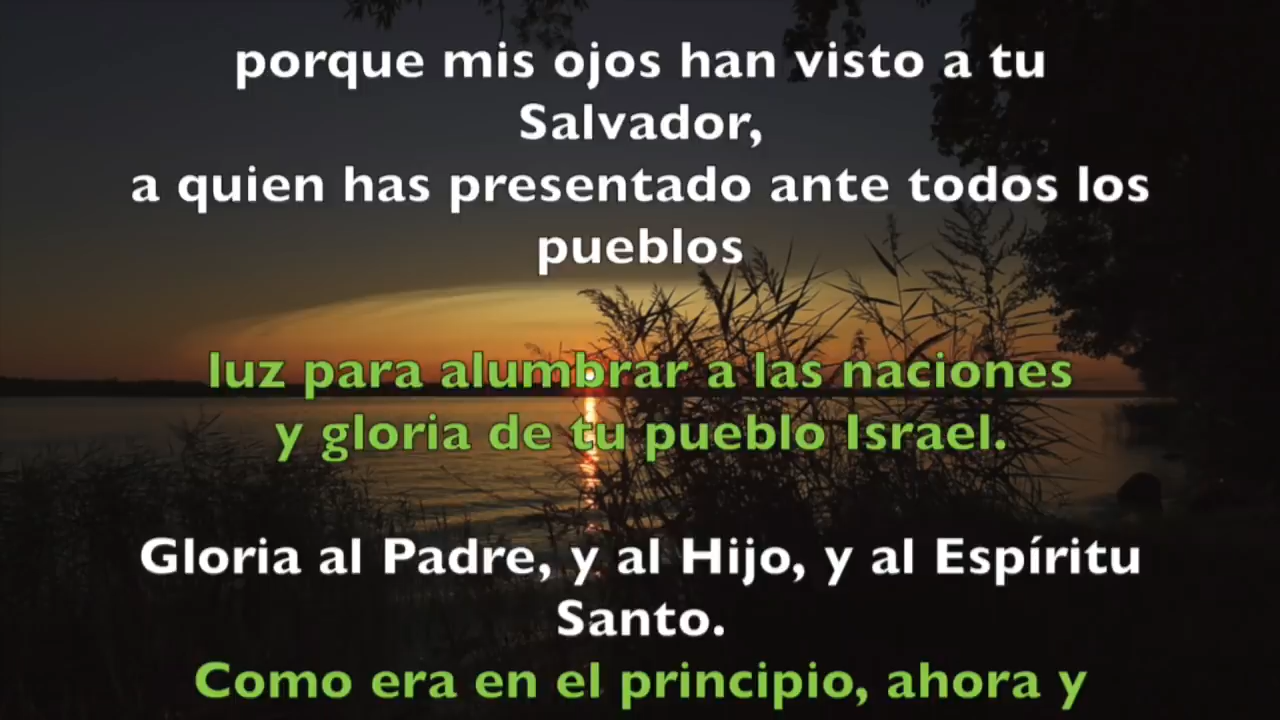 porque mis ojos han visto a tu
Salvador,
a quien has presentado ante todos los
pueblos
luz para alumbrar a las naciones
y gloria de tu pueblo Israel.
Gloria al Padre, y al Hijo, y al Espíritu
Santo.
Como era en el principio, ahora y